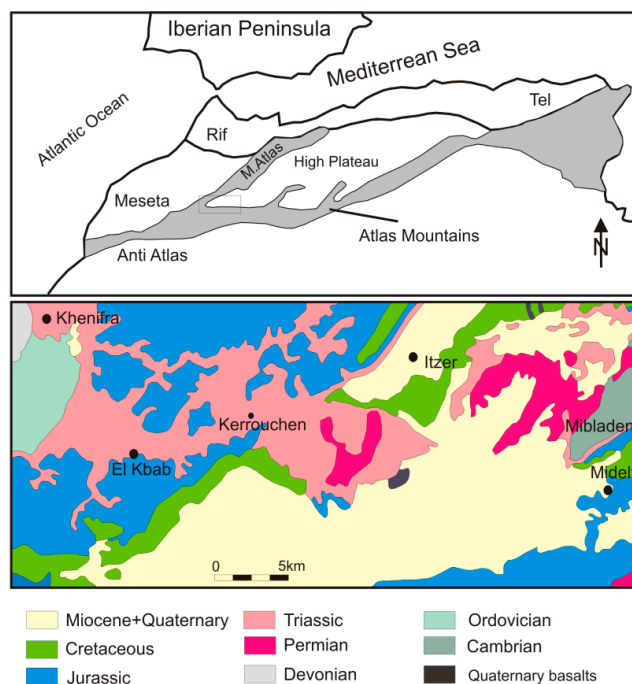 Iberian Peninsula
Mediterrean Sea
Atlantic Ocean
Tel
Rif
M.Atlas
High Plateau
Meseta
Atlas Mountains
Anti Atlas
N
Khenifra
Itzer
Kerrouchen
Mibladen
El Kbab
Midelt
0 5km
Miocene+Quaternary
Triassic
Ordovician
Cretaceous
Permian
Cambrian
Jurassic
Devonian
Quaternary basalts